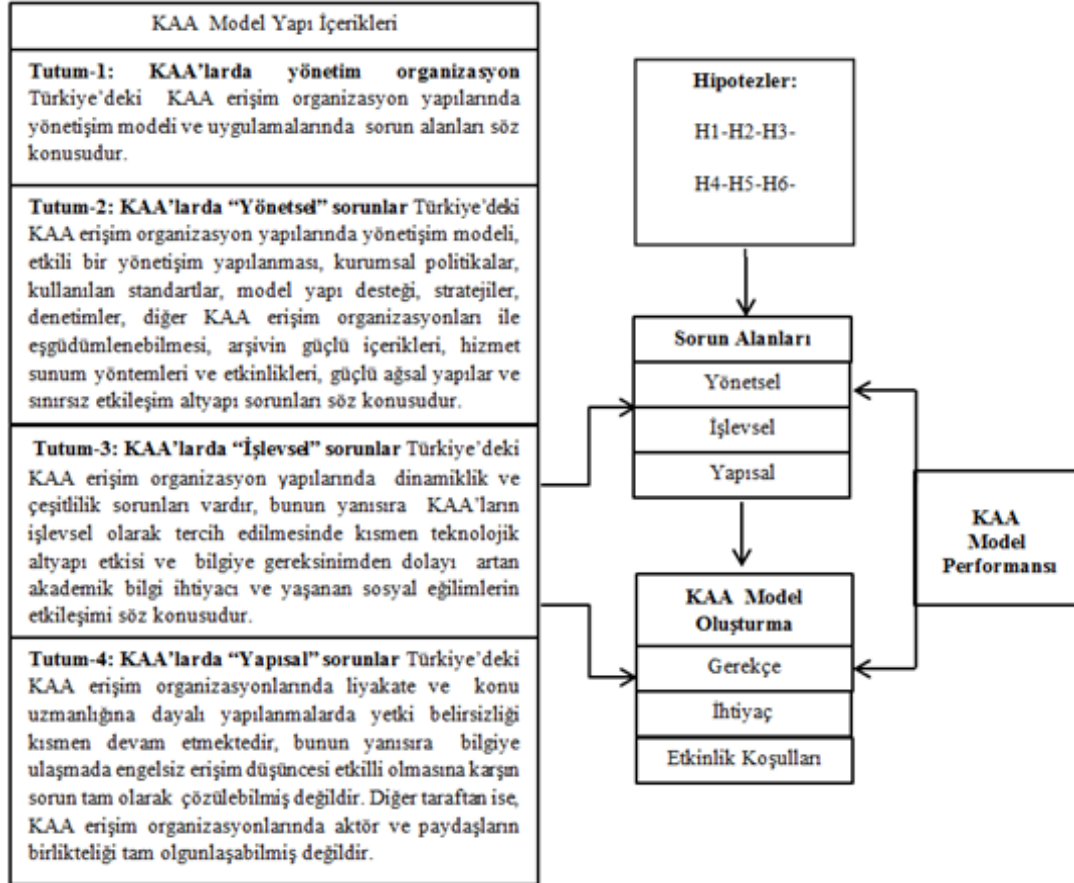 KAA Model Yapı İçerikleri
Tutum-1: KAA'larda yönetim organizasyon
Türkiye'deki KAA erişim organizasyon yapılarında
yönetişim modeli ve uygulamalarında sorun alanları söz
konusudur.
Tutum-2: KAA'larda “Yönetsel” sorunlar Türkiye'deki
KAA erişim organizasyon yapılarında yönetişim modeli,
etkili bir yönetişim yapılanması, kurumsal politikalar,
kullanılan standartlar, model yapı desteği, stratejiler,
denetimler, diğer KAA erişim organizasyonları ile
eşgüdümlenebilmesi, arşivin güçlü içerikleri, hizmet
sunum yöntemleri ve etkinlikleri, güçlü ağsal yapılar ve
sınırsız etkileşim altyapı sorunları söz konusudur.
Tutum-3: KAA'larda “İşlevsel” sorunlar Türkiye'deki
KAA erişim organizasyon yapılarında dinamiklik ve
çeşitlilik sorunları vardır, bunun yanısıra KAA'ların
işlevsel olarak tercih edilmesinde kısmen teknolojik
altyapı etkisi ve bilgiye gereksinimden dolayı artan
akademik bilgi ihtiyacı ve yaşanan sosyal eğilimlerin
etkileşimi söz konusudur.
Tutum-4: KAA'larda “Yapısal” sorunlar Türkiye'deki
KAA erişim organizasyonlarında liyakate ve konu
uzmanlığına dayalı yapılanmalarda yetki belirsizliği
kısmen devam etmektedir, bunun yanısıra bilgiye
ulaşmada engelsiz erişim düşüncesi etkilli olmasına karşın
sorun tam olarak çözülebilmiş değildir. Diğer taraftan ise,
KAA erişim organizasyonlarında aktör ve paydaşların
birlikteliği tam olgunlaşabilmiş değildir.
Hipotezler:
H1-H2-H3-
H4-H5-H6-
Sorun Alanları
Yönetsel
İşlevsel
Yapısal
KAA Model
Oluşturma
Gerekçe
İhtiyaç
Etkinlik Koşulları
KAA
Model
Performansı